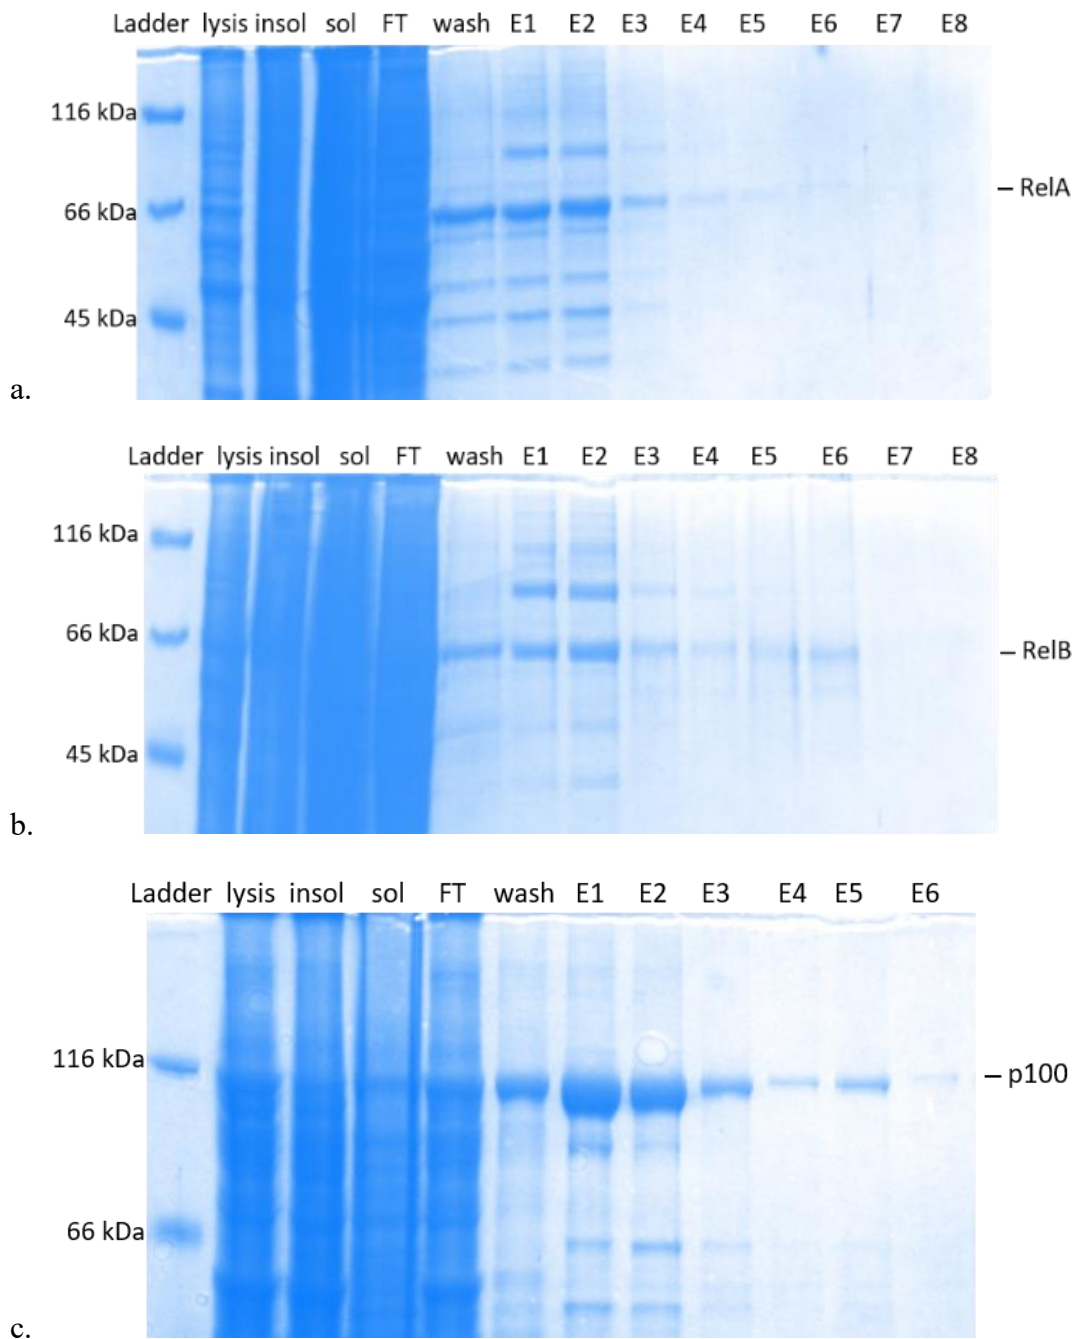 Ladder lysis insol sol FT wash E1 E2 E3 E4 E5 E6 E7 E8
116 kDa
– RelA
66 kDa
45 kDa
a.
Ladder lysis insol sol FT wash E1 E2 E3 E4 E5 E6 E7 E8
116 kDa
66 kDa
– RelB
45 kDa
b.
Ladder lysis insol sol FT wash E1 E2 E3 E4 E5 E6
116 kDa
– p100
66 kDa
c.